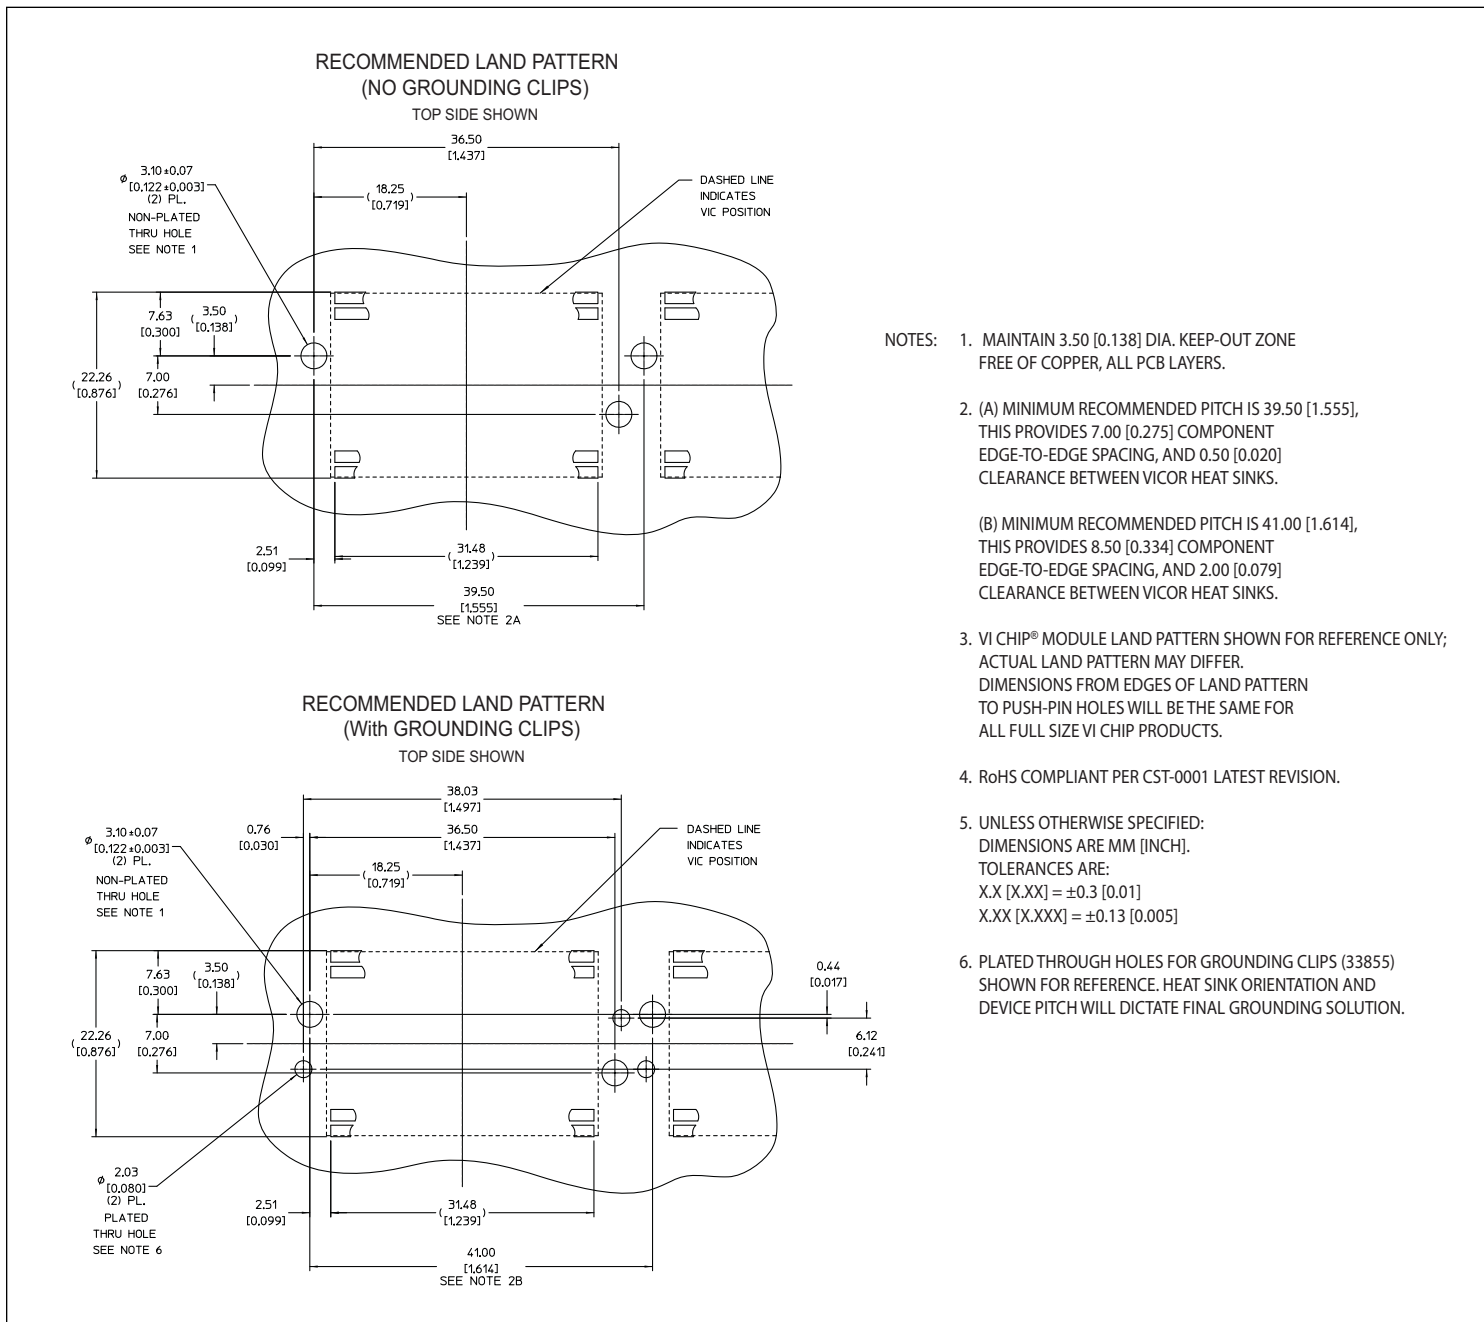 RECOMMENDED LAND PATTERN
(NO GROUNDING CLIPS)
TOP SIDE SHOWN
36.50
[1.437]
ø 3.10 ±0.07
[0.122 ±0.003]
(2) PL.
NON-PLATED
THRU HOLE
SEE NOTE 1
(18.25
[0.719])
DASHED LINE
INDICATES
VIC POSITION
7.63
[0.300]
(3.50
[0.138])
(22.26
[0.876])
7.00
[0.276]
2.51
[0.099]
(31.48
[1.239])
39.50
[1.555]
SEE NOTE 2A
RECOMMENDED LAND PATTERN
(With GROUNDING CLIPS)
TOP SIDE SHOWN
38.03
[1.497]
0.76
[0.030]
36.50
[1.437]
ø 3.10 ±0.07
[0.122 ±0.003]
(2) PL.
NON-PLATED
THRU HOLE
SEE NOTE 1
(18.25
[0.719])
DASHED LINE
INDICATES
VIC POSITION
7.63
[0.300]
(3.50
[0.138])
0.44
[0.017]
(22.26
[0.876])
7.00
[0.276]
6.12
[0.241]
ø 2.03
[0.080]
(2) PL.
PLATED
THRU HOLE
SEE NOTE 6
2.51
[0.099]
(31.48
[1.239])
41.00
[1.614]
SEE NOTE 2B
NOTES: 1. MAINTAIN 3.50 [0.138] DIA. KEEP-OUT ZONE
FREE OF COPPER, ALL PCB LAYERS.
2. (A) MINIMUM RECOMMENDED PITCH IS 39.50 [1.555],
THIS PROVIDES 7.00 [0.275] COMPONENT
EDGE-TO-EDGE SPACING, AND 0.50 [0.020]
CLEARANCE BETWEEN VICOR HEAT SINKS.
(B) MINIMUM RECOMMENDED PITCH IS 41.00 [1.614],
THIS PROVIDES 8.50 [0.334] COMPONENT
EDGE-TO-EDGE SPACING, AND 2.00 [0.079]
CLEARANCE BETWEEN VICOR HEAT SINKS.
3. VI CHIP® MODULE LAND PATTERN SHOWN FOR REFERENCE ONLY;
ACTUAL LAND PATTERN MAY DIFFER.
DIMENSIONS FROM EDGES OF LAND PATTERN
TO PUSH-PIN HOLES WILL BE THE SAME FOR
ALL FULL SIZE VI CHIP PRODUCTS.
4. RoHS COMPLIANT PER CST-0001 LATEST REVISION.
5. UNLESS OTHERWISE SPECIFIED:
DIMENSIONS ARE MM [INCH].
TOLERANCES ARE:
X.X [X.XX] = ±0.3 [0.01]
X.XX [X.XXX] = ±0.13 [0.005]
6. PLATED THROUGH HOLES FOR GROUNDING CLIPS (33855)
SHOWN FOR REFERENCE. HEAT SINK ORIENTATION AND
DEVICE PITCH WILL DICTATE FINAL GROUNDING SOLUTION.